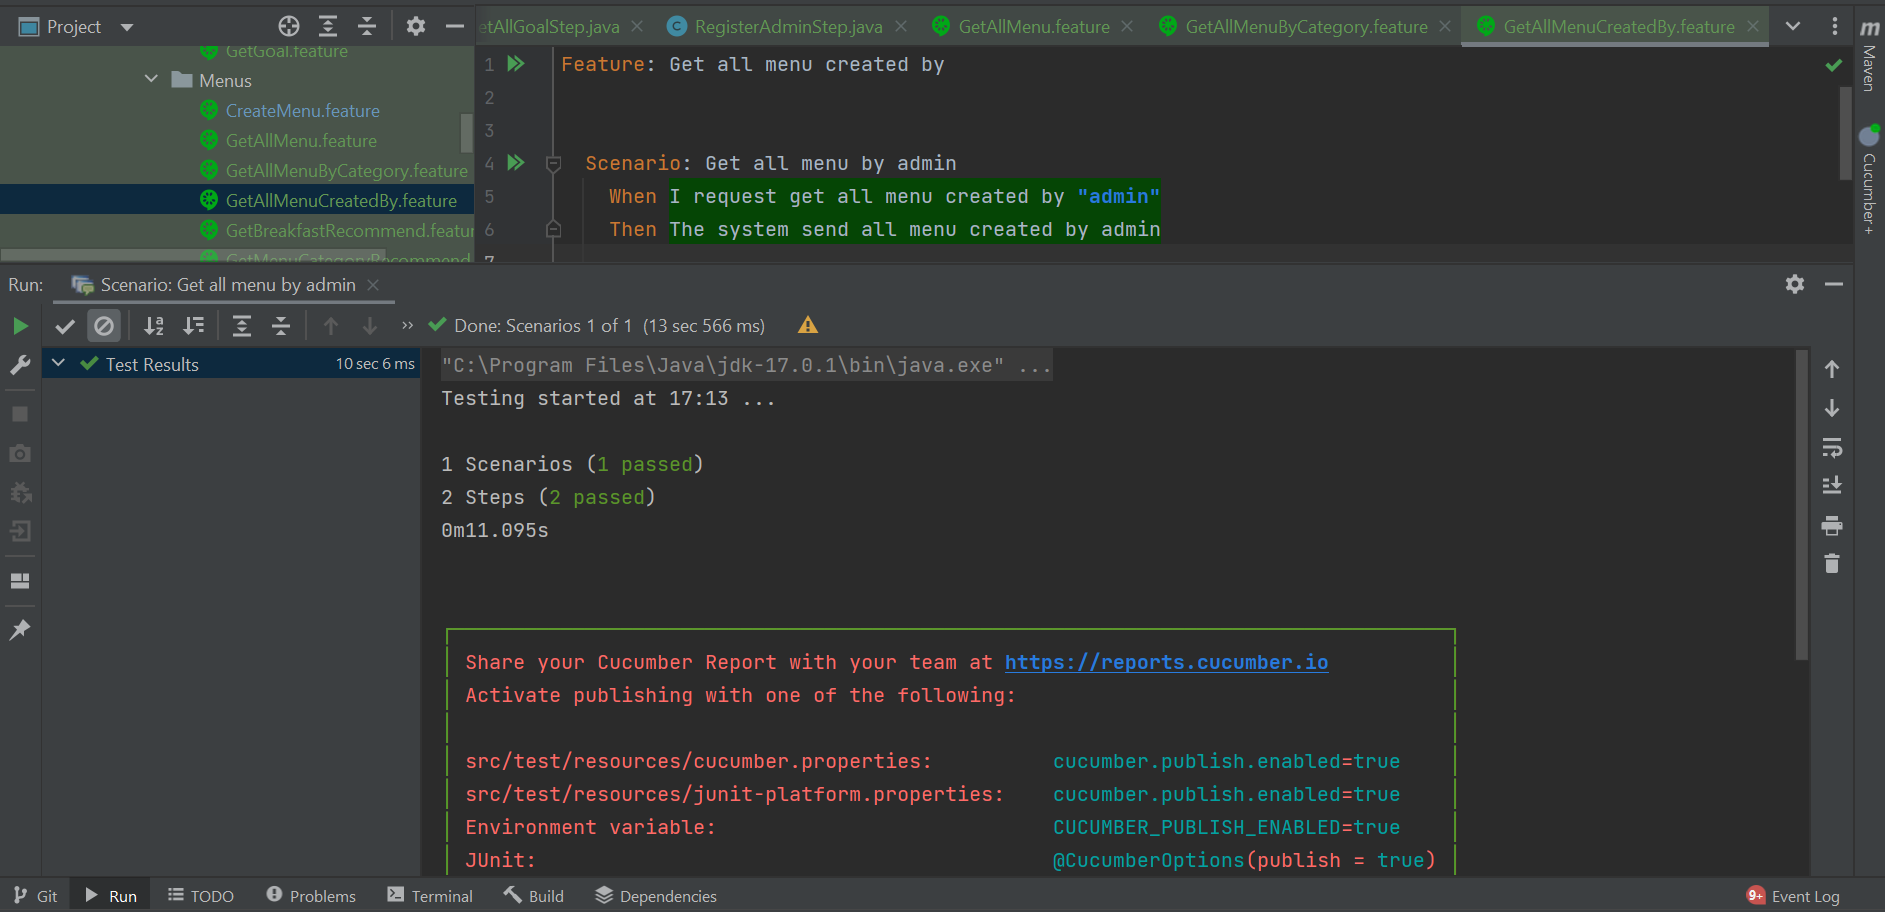 Project
etAllGoalStep.java
RegisterAdminStep.java
GetAllMenu.feature
GetAllMenuByCategory.feature
GetAllMenuCreatedBy.feature
GetGoal.feature
Menus
CreateMenu.feature
GetAllMenu.feature
GetAllMenuByCategory.feature
GetAllMenuCreatedBy.feature
GetBreakfastRecommend.featur
GetMenuCategoryRecommend
1 Feature: Get all menu created by
2
3
4 Scenario: Get all menu by admin
5 When I request get all menu created by "admin"
6 Then The system send all menu created by admin
7
m
Maven
Cucumber+
Run: Scenario: Get all menu by admin
Done: Scenarios 1 of 1 (13 sec 566 ms)
Test Results 10 sec 6 ms
"C:\Program Files\Java\jdk-17.0.1\bin\java.exe" ...
Testing started at 17:13 ...
1 Scenarios (1 passed)
2 Steps (2 passed)
0m11.095s
Share your Cucumber Report with your team at https://reports.cucumber.io
Activate publishing with one of the following:
src/test/resources/cucumber.properties: cucumber.publish.enabled=true
src/test/resources/junit-platform.properties: cucumber.publish.enabled=true
Environment variable: CUCUMBER_PUBLISH_ENABLED=true
JUnit: @CucumberOptions(publish = true)
Git
Run
TODO
Problems
Terminal
Build
Dependencies
9+ Event Log